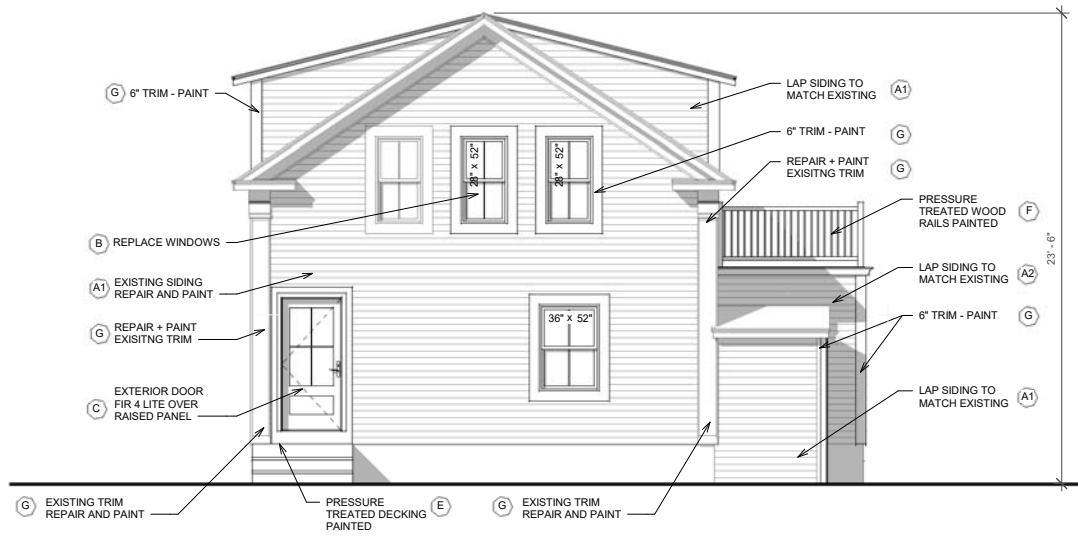 G 6" TRIM - PAINT
LAP SIDING TO
MATCH EXISTING A1
6" TRIM - PAINT G
REPAIR + PAINT
EXISITNG TRIM G
28" x 52"
28" x 52"
PRESSURE
TREATED WOOD
RAILS PAINTED F
23' - 6"
B REPLACE WINDOWS
LAP SIDING TO
MATCH EXISTING A2
A1 EXISTING SIDING
REPAIR AND PAINT
6" TRIM - PAINT G
36" x 52"
G REPAIR + PAINT
EXISITNG TRIM
C EXTERIOR DOOR
FIR 4 LITE OVER
RAISED PANEL
LAP SIDING TO
MATCH EXISTING A1
G EXISTING TRIM
REPAIR AND PAINT
PRESSURE
TREATED DECKING
PAINTED E
G EXISTING TRIM
REPAIR AND PAINT